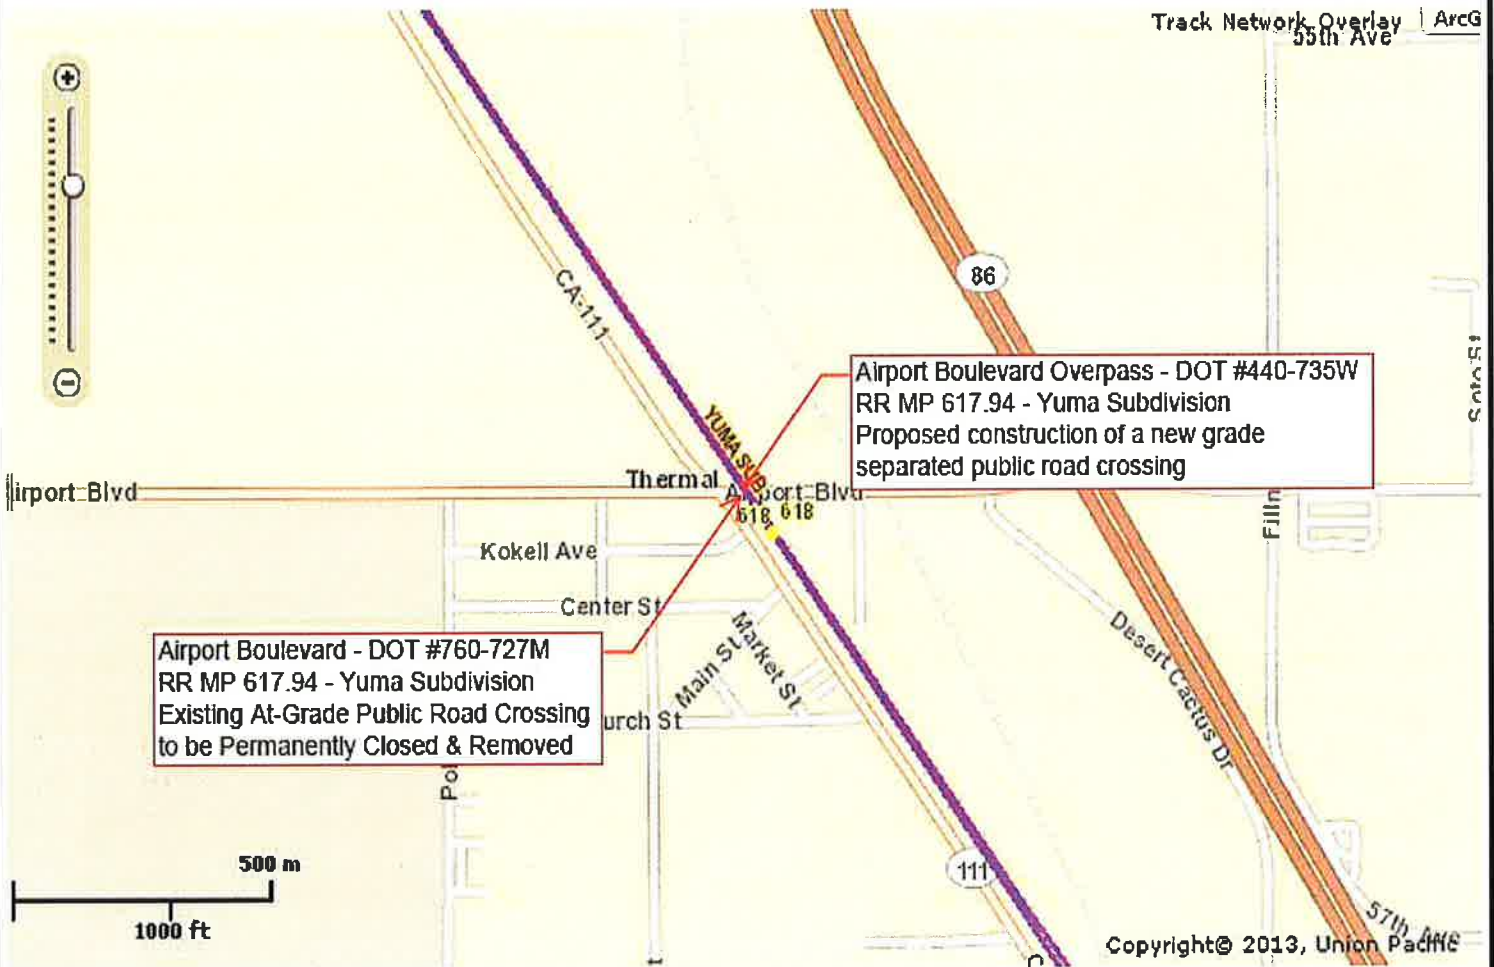 Track Network Overlay
ArcG
55th Ave
CA-111
86
Airport Boulevard Overpass - DOT #440-735W
RR MP 617.94 - Yuma Subdivision
Proposed construction of a new grade
separated public road crossing
Soto St
YUMA SUB
Thermal
irport Blvd
Airport Blvd
618
618
Filln
Kokell Ave
Center St
Market St
Main St
Desert Cactus Dr
Airport Boulevard - DOT #760-727M
RR MP 617.94 - Yuma Subdivision
Existing At-Grade Public Road Crossing
to be Permanently Closed & Removed
urch St
Pol
500 m
1000 ft
111
57th Ave
Copyright© 2013, Union Pacific